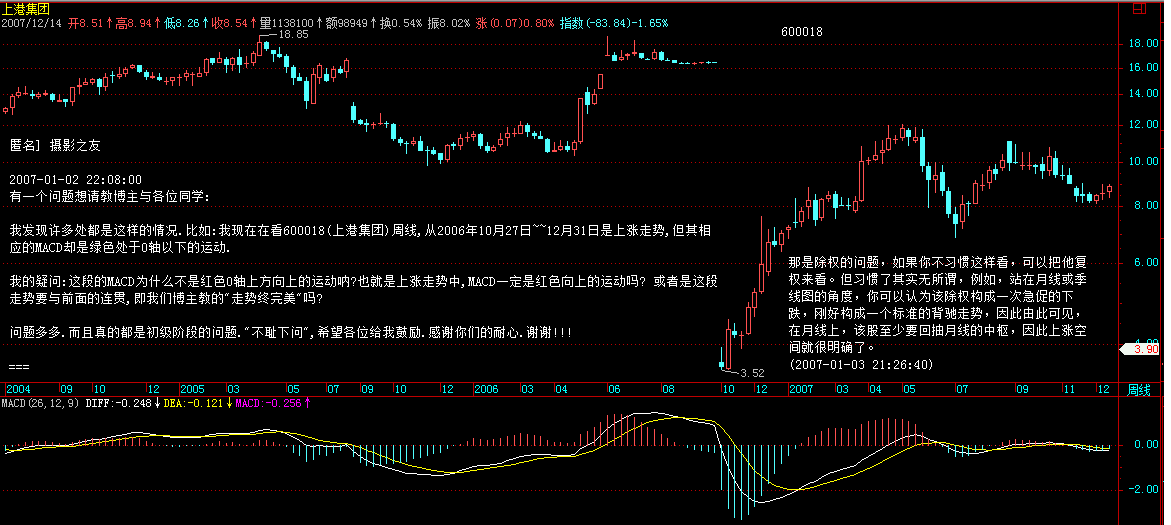 上港集团
2007/12/14 开8.51↑高8.94↑低8.26↑收8.54↑量1138100↑额98949↑换0.54% 振8.02% 涨(0.07)0.80% 指数(-83.84)-1.65%
18.85
600018
18.00
16.00
14.00
12.00
10.00
8.00
6.00
3.90
匿名] 摄影之友
2007-01-02 22:08:00
有一个问题想请教博主与各位同学:
我发现许多处都是这样的情况.比如:我现在在看600018(上港集团)周线,从2006年10月27日~~12月31日是上涨走势,但其相
应的MACD却是绿色处于0轴以下的运动.
我的疑问:这段的MACD为什么不是红色0轴上方向上的运动呐?也就是上涨走势中,MACD一定是红色向上的运动吗? 或者是这段
走势要与前面的连贯,即我们博主教的"走势终完美"吗?
问题多多.而且真的都是初级阶段的问题."不耻下问",希望各位给我鼓励.感谢你们的耐心.谢谢!!!
===
那是除权的问题，如果你不习惯这样看，可以把他复
权来看。但习惯了其实无所谓，例如，站在月线或季
线图的角度，你可以认为该除权构成一次急促的下
跌，刚好构成一个标准的背驰走势，因此由此可见，
在月线上，该股至少要回抽月线的中枢，因此上涨空
间就很明确了。
(2007-01-03 21:26:40)
3.52
2004 09 10 12 2005 03 05 07 09 10 12 2006 03 04 06 08 10 12 2007 03 04 05 07 09 11 12 周线
MACD(26,12,9) DIFF:-0.248↓DEA:-0.121↓MACD:-0.256↑
0.00
-2.00